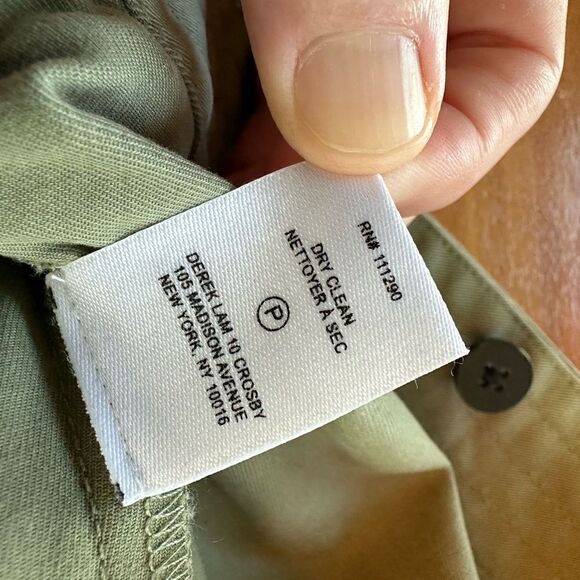 RN# 111290
DRY CLEAN
NETTOYER À SEC
P
DEREK LAM 10 CROSBY
105 MADISON AVENUE
NEW YORK, NY 10016